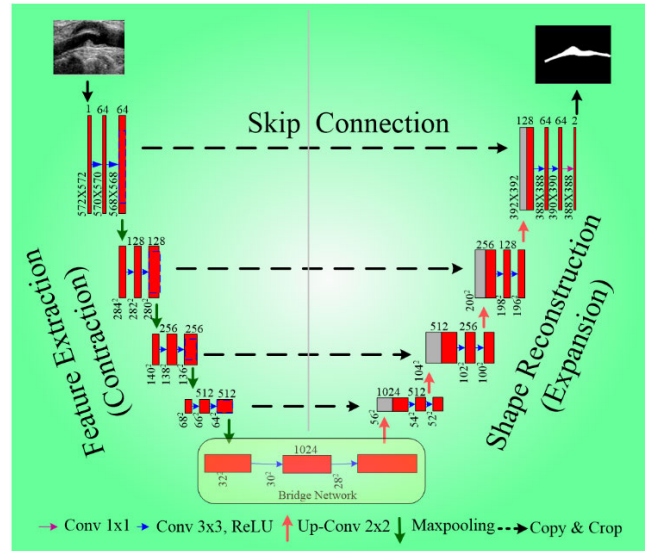 1 64 64
128 64 64 2
Skip Connection
572X572
570X570
568X568
392X392
388X388
390X390
388X388
128 128
256 128
284²
282²
280²
200²
198²
196²
Feature Extraction
(Contraction)
Shape Reconstruction
(Expansion)
256 256
512 256
140²
138²
136²
104²
102²
100²
512 512
1024 512
68²
66²
64²
56²
54²
52²
1024
32²
30²
28²
Bridge Network
Conv 1x1 Conv 3x3, ReLU Up-Conv 2x2 Maxpooling Copy & Crop